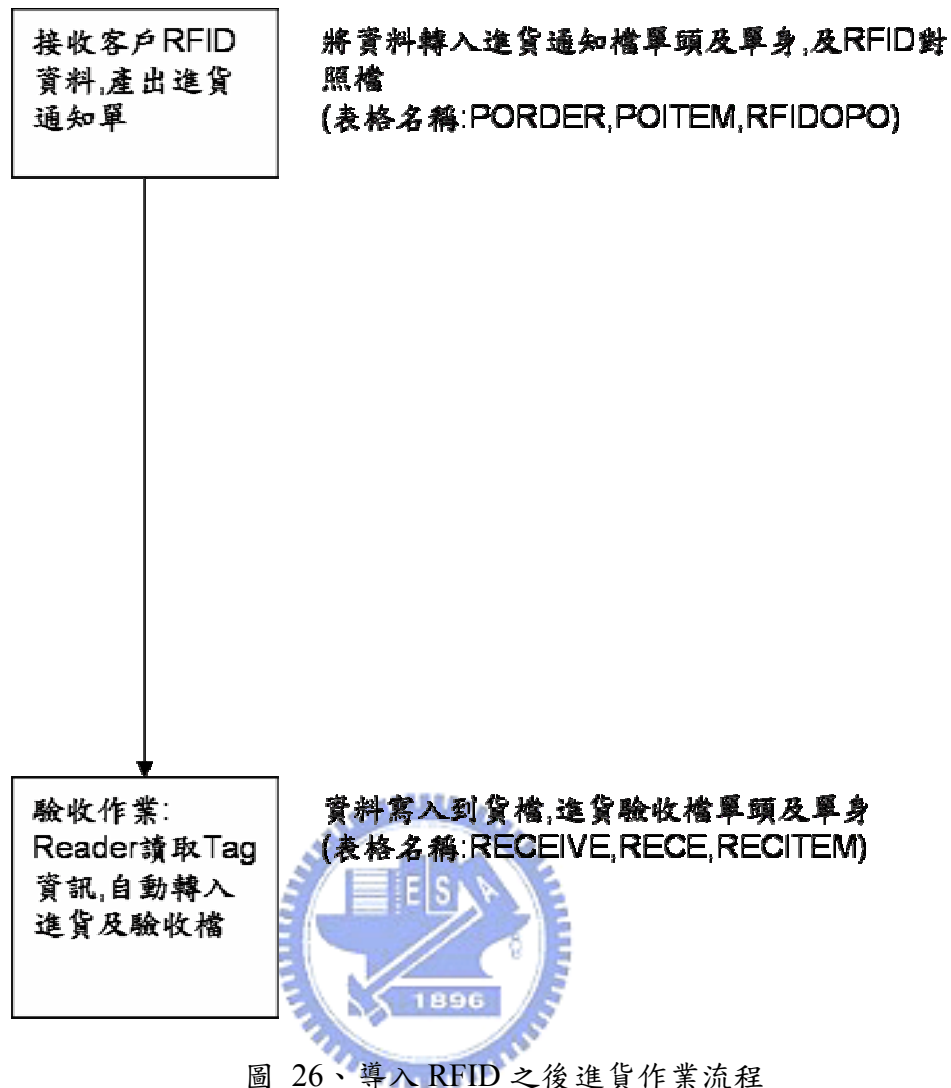 接收客戶RFID
資料,產出進貨
通知單
將資料轉入進貨通知檔單頭及單身,及RFID對
照檔
(表格名稱:PORDER,POITEM,RFIDOPO)
驗收作業:
Reader讀取Tag
資訊,自動轉入
進貨及驗收檔
資料寫入到貨檔,進貨驗收檔單頭及單身
(表格名稱:RECEIVE,RECE,RECITEM)
E S A
1896
圖 26、導入 RFID 之後進貨作業流程